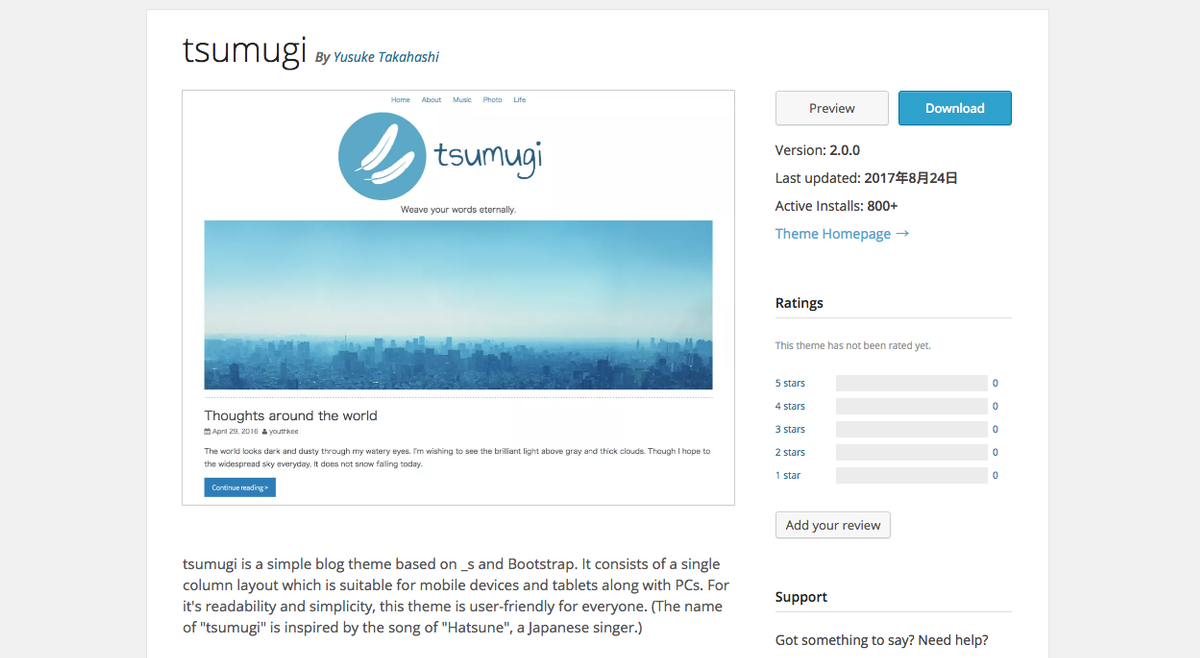 tsumugi By Yusuke Takahashi
Home About Music Photo Life
tsumugi
Weave your words eternally.
Thoughts around the world
April 29, 2016 youthkee
The world looks dark and dusty through my watery eyes. I'm wishing to see the brilliant light above gray and thick clouds. Though I hope to
the widespread sky everyday. It does not snow falling today.
Continue reading >
tsumugi is a simple blog theme based on _s and Bootstrap. It consists of a single
column layout which is suitable for mobile devices and tablets along with PCs. For
it's readability and simplicity, this theme is user-friendly for everyone. (The name
of "tsumugi" is inspired by the song of "Hatsune", a Japanese singer.)
Preview Download
Version: 2.0.0
Last updated: 2017年8月24日
Active Installs: 800+
Theme Homepage →
Ratings
This theme has not been rated yet.
5 stars 0
4 stars 0
3 stars 0
2 stars 0
1 star 0
Add your review
Support
Got something to say? Need help?